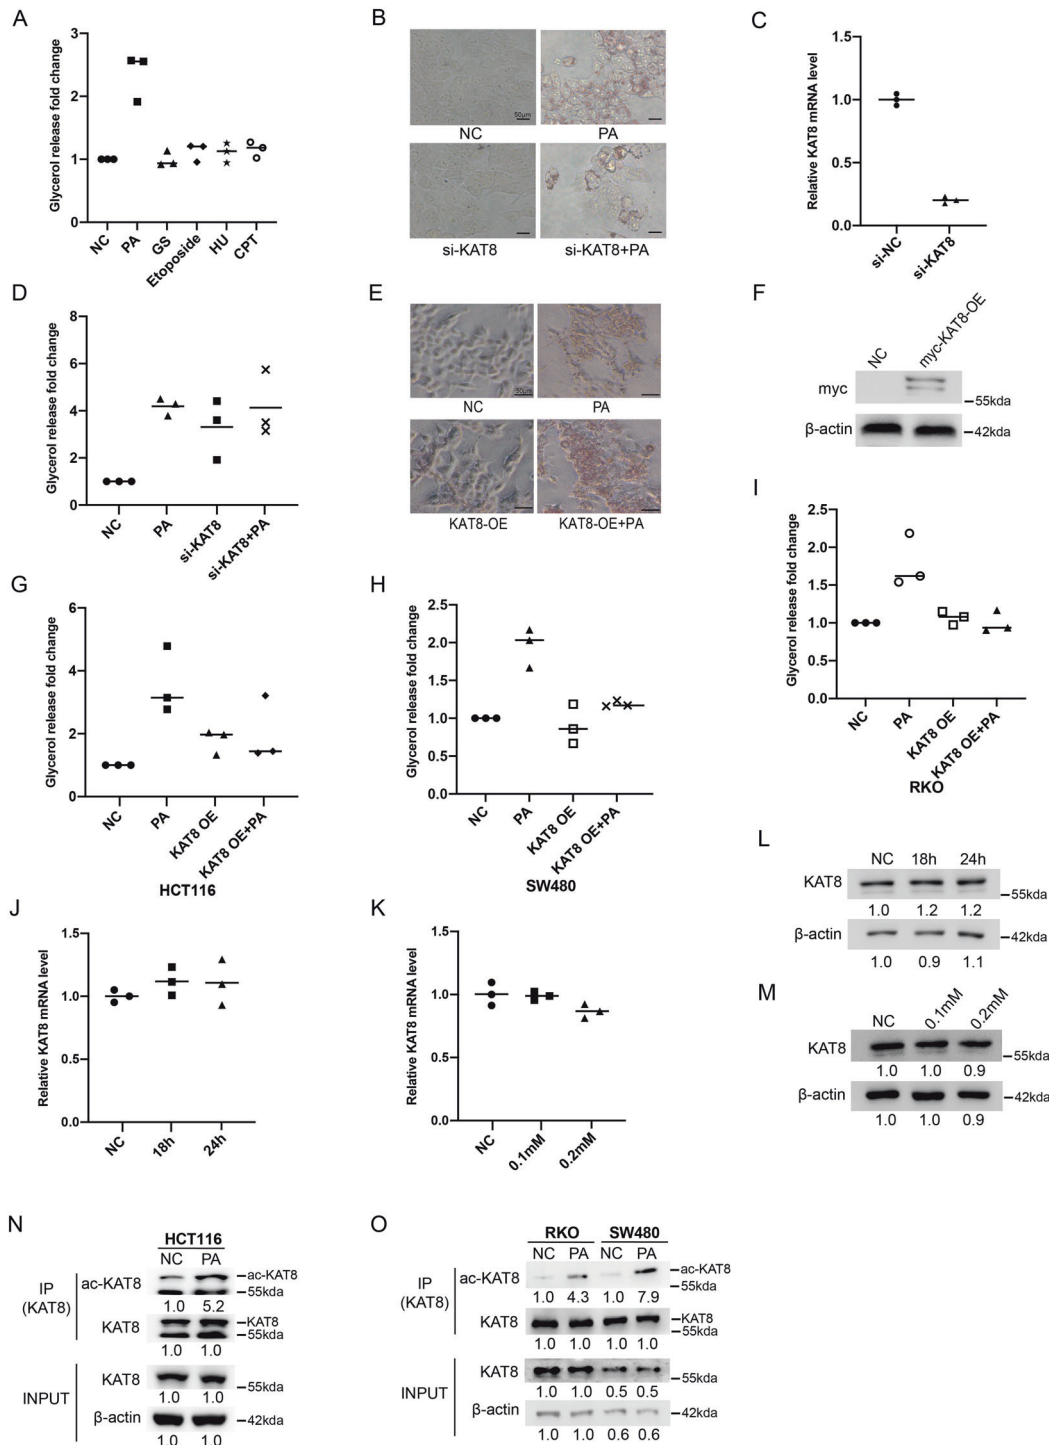 A
Glycerol release fold change
3
2
1
0
NC
PA
GS
Etoposide
HU
CPT
B
50μm
NC
PA
si-KAT8
si-KAT8+PA
C
Relative KAT8 mRNA level
1.5
1.0
0.5
0.0
si-NC
si-KAT8
D
Glycerol release fold change
8
6
4
2
0
NC
PA
si-KAT8
si-KAT8+PA
E
50μm
NC
PA
KAT8-OE
KAT8-OE+PA
F
NC
myc-KAT8-OE
myc
55kda
β-actin
42kda
G
Glycerol release fold change
6
4
2
0
NC
PA
KAT8 OE
KAT8 OE+PA
HCT116
H
Glycerol release fold change
2.5
2.0
1.5
1.0
0.5
0.0
NC
PA
KAT8 OE
KAT8 OE+PA
SW480
I
Glycerol release fold change
2.5
2.0
1.5
1.0
0.5
0.0
NC
PA
KAT8 OE
KAT8 OE+PA
RKO
J
Relative KAT8 mRNA level
1.5
1.0
0.5
0.0
NC
18h
24h
K
Relative KAT8 mRNA level
1.5
1.0
0.5
0.0
NC
0.1mM
0.2mM
L
NC 18h 24h
KAT8
55kda
1.0 1.2 1.2
β-actin
42kda
1.0 0.9 1.1
M
NC 0.1mM 0.2mM
KAT8
55kda
1.0 1.0 0.9
β-actin
42kda
1.0 1.0 0.9
N
HCT116
NC PA
IP
(KAT8)
ac-KAT8
ac-KAT8
55kda
1.0 5.2
KAT8
KAT8
55kda
1.0 1.0
INPUT
KAT8
55kda
1.0 1.0
β-actin
42kda
1.0 1.0
O
RKO SW480
NC PA NC PA
IP
(KAT8)
ac-KAT8
ac-KAT8
55kda
1.0 4.3 1.0 7.9
KAT8
KAT8
55kda
1.0 1.0 1.0 1.0
INPUT
KAT8
55kda
1.0 1.0 0.5 0.5
β-actin
42kda
1.0 1.0 0.6 0.6